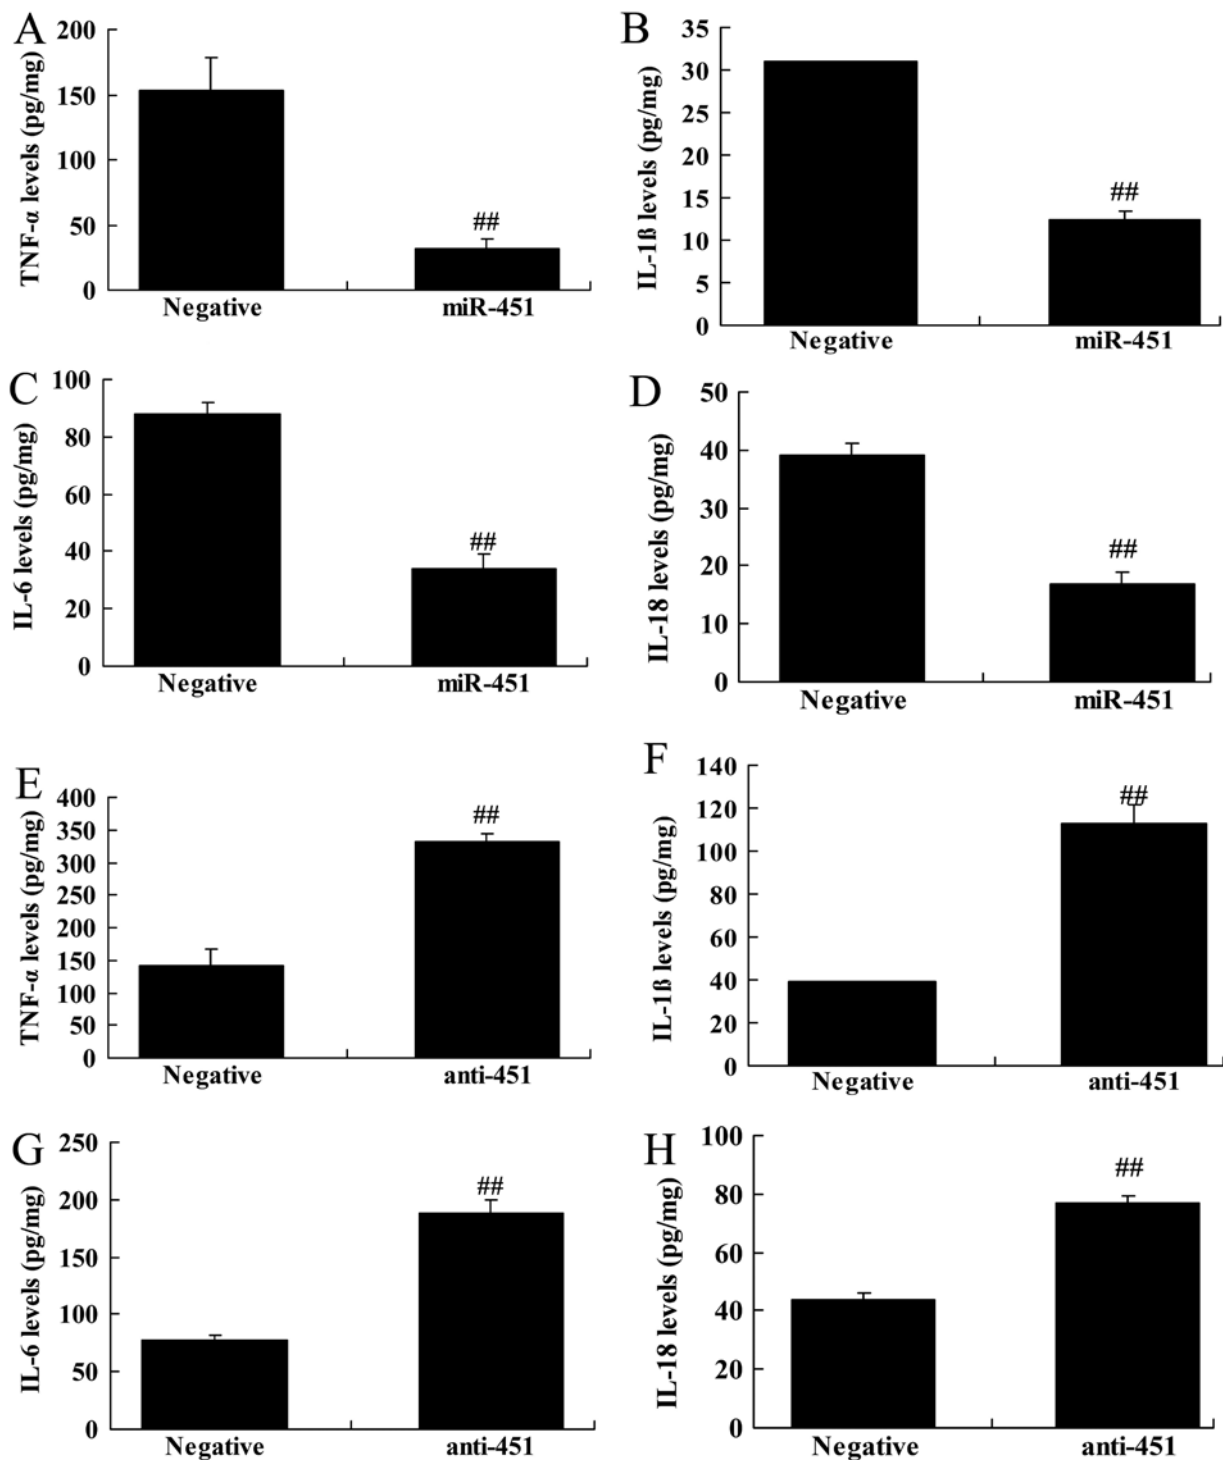 A
TNF-α levels (pg/mg)
200
150
100
50
0
##
Negative
miR-451
B
IL-1ß levels (pg/mg)
35
30
25
20
15
10
5
0
##
Negative
miR-451
C
IL-6 levels (pg/mg)
100
80
60
40
20
0
##
Negative
miR-451
D
IL-18 levels (pg/mg)
50
40
30
20
10
0
##
Negative
miR-451
E
TNF-α levels (pg/mg)
400
350
300
250
200
150
100
50
0
##
Negative
anti-451
F
IL-1ß levels (pg/mg)
140
120
100
80
60
40
20
0
##
Negative
anti-451
G
IL-6 levels (pg/mg)
250
200
150
100
50
0
##
Negative
anti-451
H
IL-18 levels (pg/mg)
100
80
60
40
20
0
##
Negative
anti-451